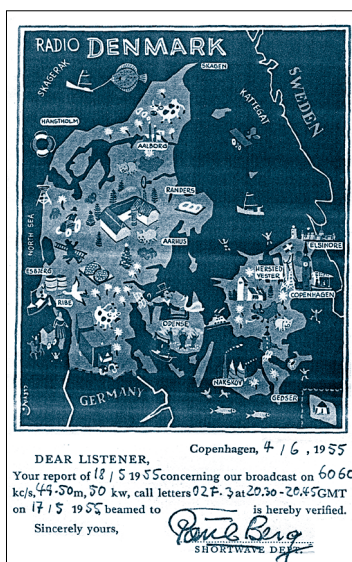 RADIO DENMARK
SKAGERAK
SKAGEN
SWEDEN
KATTEGAT
HANSTHOLM
AALBORG
RANDERS
NORTH SEA
AARHUS
ELSINORE
ESBJERG
HERSTED
VESTER
RIBE
COPENHAGEN
ODENSE
NAKSKOV
GEDSER
GERMANY
Copenhagen, 4/6, 1955
DEAR LISTENER,
Your report of 18/5 1955 concerning our broadcast on 6060
kc/s, 49.50m, 50 kw, call letters OZF. 3 at 20.30-20.45 GMT
on 17/5 1955 beamed to is hereby verified.
Sincerely yours,
Berg
SHORTWAVE DEPT.